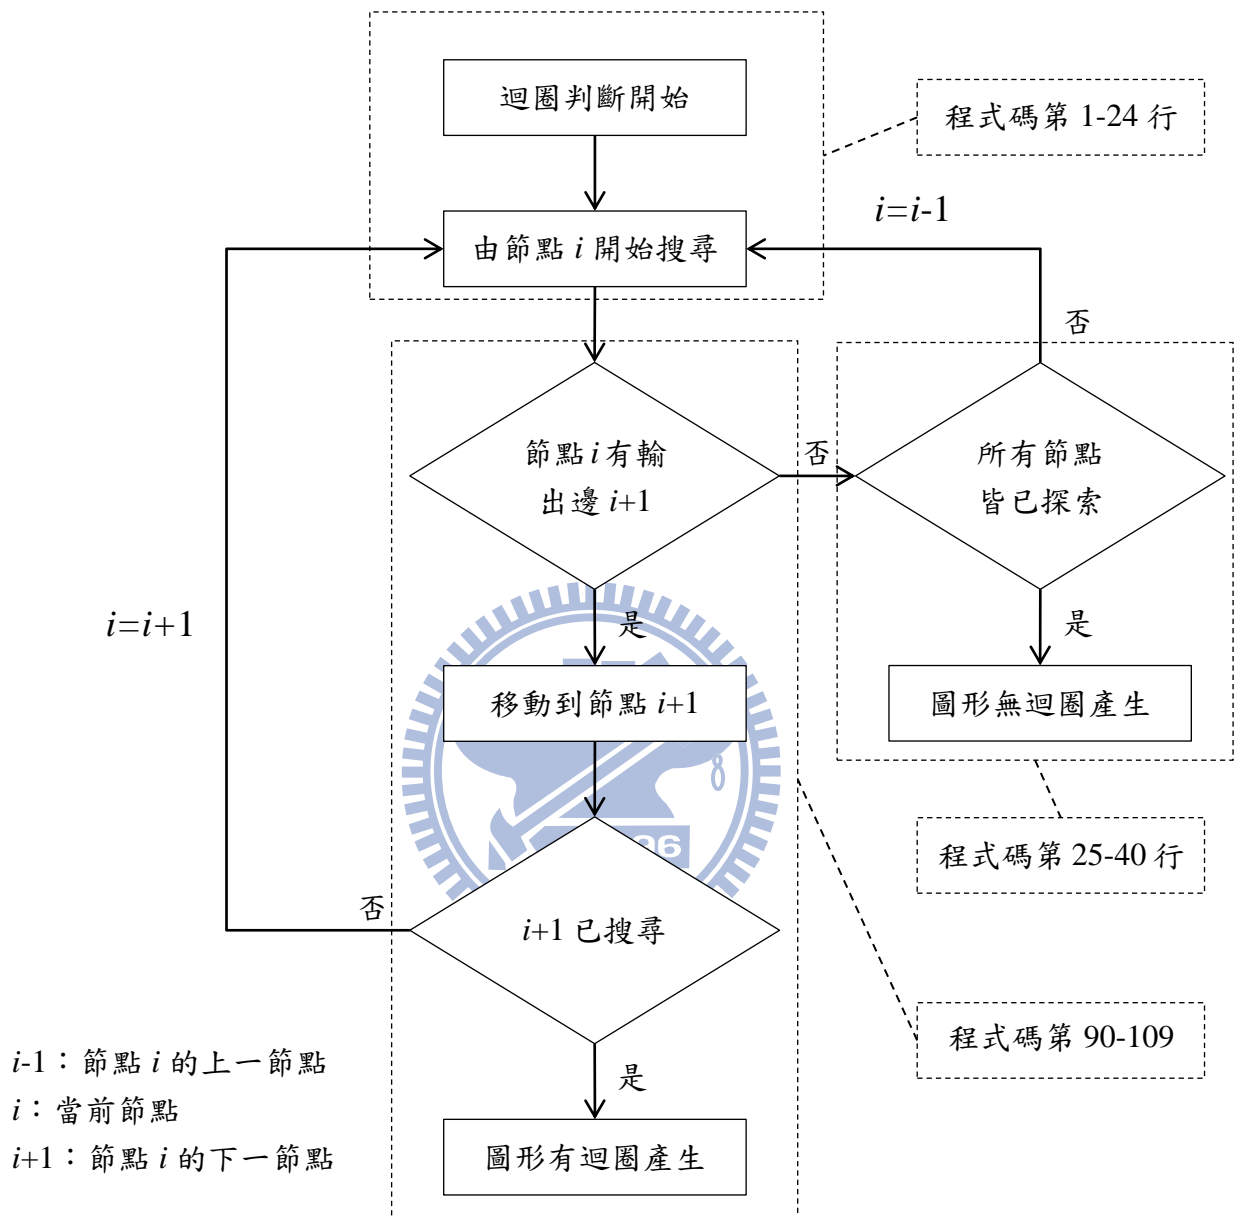 迴圈判斷開始
程式碼第 1-24 行
i=i-1
由節點 i 開始搜尋
否
節點 i 有輸
出邊 i+1
否
所有節點
皆已探索
i=i+1
是
是
移動到節點 i+1
圖形無迴圈產生
8
96
程式碼第 25-40 行
否
i+1 已搜尋
程式碼第 90-109
i-1：節點 i 的上一節點
i：當前節點
i+1：節點 i 的下一節點
是
圖形有迴圈產生